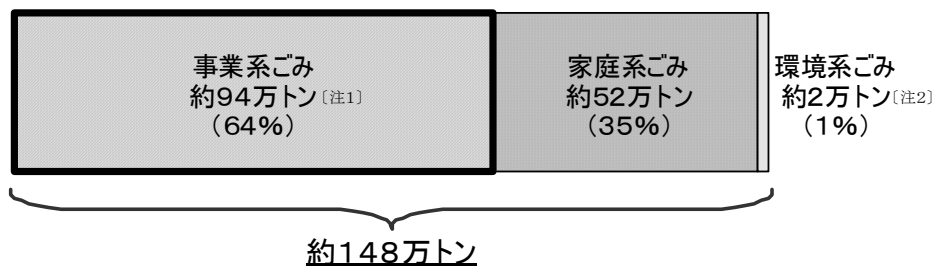 事業系ごみ
約94万トン〔注1〕
(64%)
家庭系ごみ
約52万トン
(35%)
環境系ごみ
約2万トン〔注2〕
(1%)
約148万トン